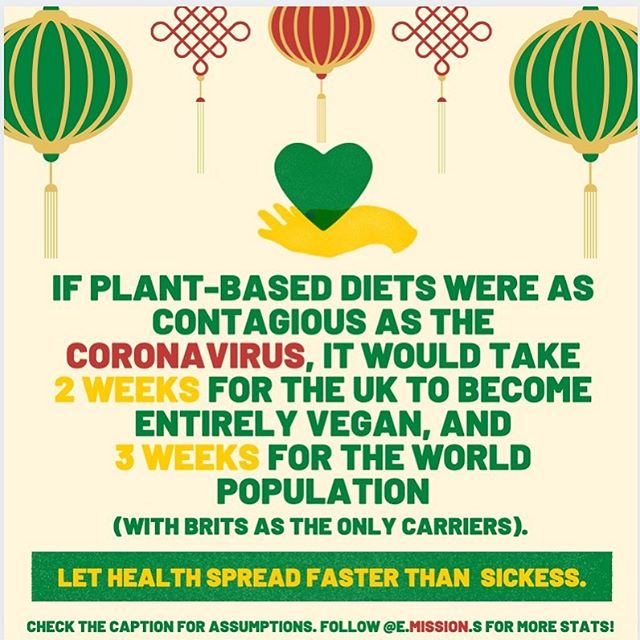 IF PLANT-BASED DIETS WERE AS
CONTAGIOUS AS THE
CORONAVIRUS, IT WOULD TAKE
2 WEEKS FOR THE UK TO BECOME
ENTIRELY VEGAN, AND
3 WEEKS FOR THE WORLD
POPULATION
(WITH BRITS AS THE ONLY CARRIERS).
LET HEALTH SPREAD FASTER THAN SICKESS.
CHECK THE CAPTION FOR ASSUMPTIONS. FOLLOW @E.MISSION.S FOR MORE STATS!